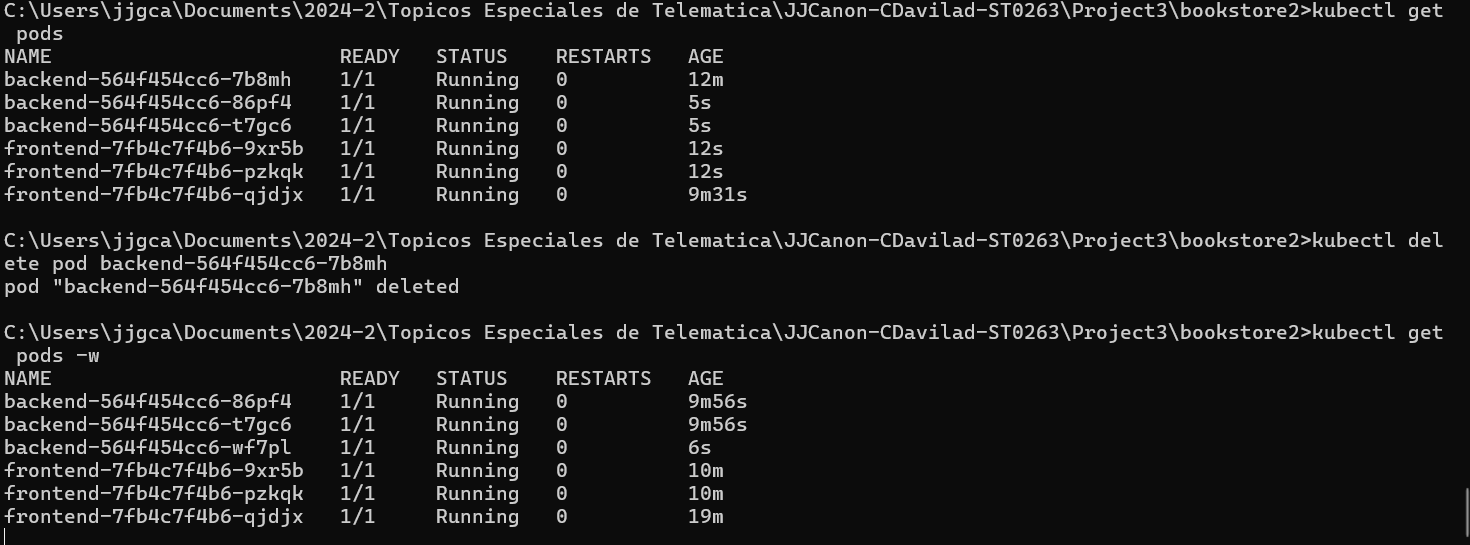 C:\Users\jjgca\Documents\2024-2\Topicos Especiales de Telematica\JJCanon-CDavilad-ST0263\Project3\bookstore2>kubectl get
 pods
NAME                        READY   STATUS    RESTARTS   AGE
backend-564f454cc6-7b8mh    1/1     Running   0          12m
backend-564f454cc6-86pf4    1/1     Running   0          5s
backend-564f454cc6-t7gc6    1/1     Running   0          5s
frontend-7fb4c7f4b6-9xr5b   1/1     Running   0          12s
frontend-7fb4c7f4b6-pzkqk   1/1     Running   0          12s
frontend-7fb4c7f4b6-qjdjx   1/1     Running   0          9m31s
C:\Users\jjgca\Documents\2024-2\Topicos Especiales de Telematica\JJCanon-CDavilad-ST0263\Project3\bookstore2>kubectl del
ete pod backend-564f454cc6-7b8mh
pod "backend-564f454cc6-7b8mh" deleted
C:\Users\jjgca\Documents\2024-2\Topicos Especiales de Telematica\JJCanon-CDavilad-ST0263\Project3\bookstore2>kubectl get
 pods -w
NAME                        READY   STATUS    RESTARTS   AGE
backend-564f454cc6-86pf4    1/1     Running   0          9m56s
backend-564f454cc6-t7gc6    1/1     Running   0          9m56s
backend-564f454cc6-wf7pl    1/1     Running   0          6s
frontend-7fb4c7f4b6-9xr5b   1/1     Running   0          10m
frontend-7fb4c7f4b6-pzkqk   1/1     Running   0          10m
frontend-7fb4c7f4b6-qjdjx   1/1     Running   0          19m